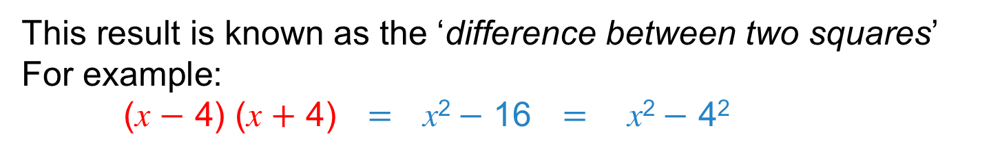 This result is known as the ‘difference between two squares’
For example:
(x – 4) (x + 4) = x² – 16 = x² – 4²